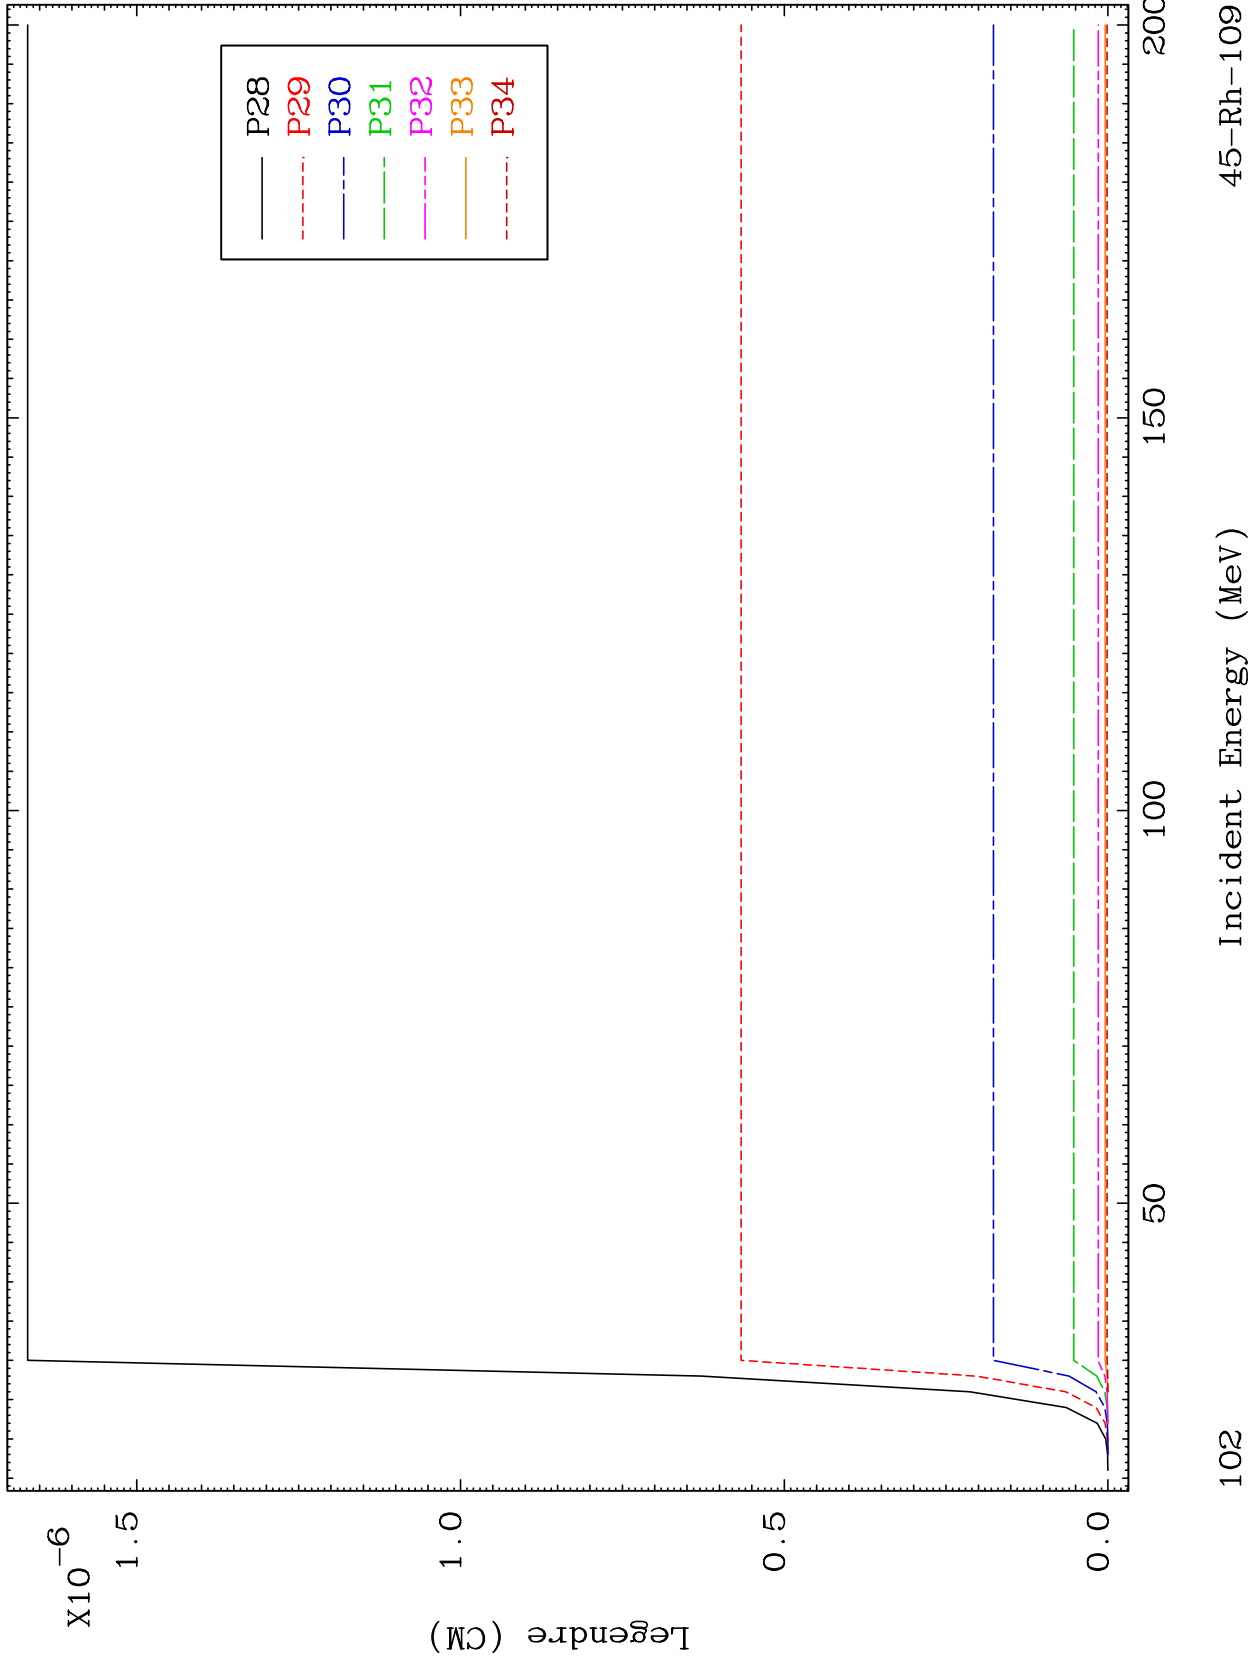 X10-6
1.5
1.0
0.5
0.0
Legendre (CM)
P28
P29
P30
P31
P32
P33
P34
50
100
150
200
Incident Energy (MeV)
102
45-Rh-109